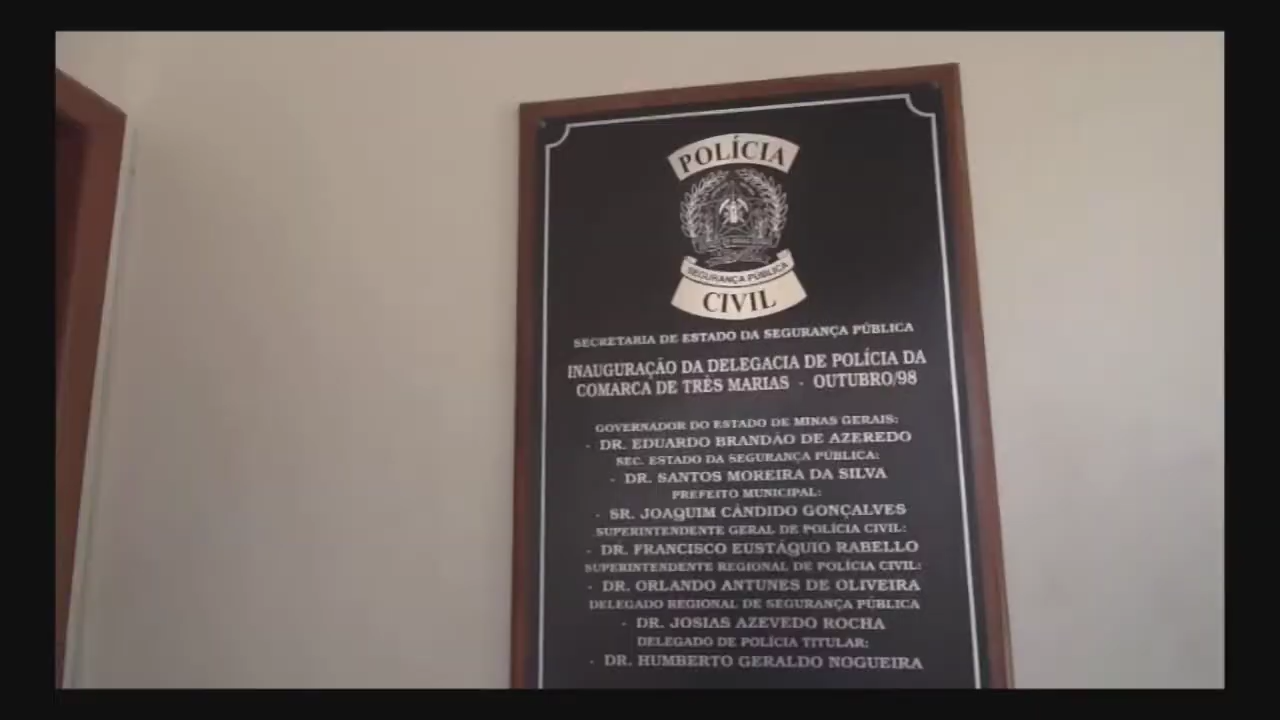 POLÍCIA
SEGURANÇA PÚBLICA
CIVIL
SECRETARIA DE ESTADO DA SEGURANÇA PÚBLICA
INAUGURAÇÃO DA DELEGACIA DE POLÍCIA DA
COMARCA DE TRÊS MARIAS - OUTUBRO/98
GOVERNADOR DO ESTADO DE MINAS GERAIS:
- DR. EDUARDO BRANDÃO DE AZEREDO
SEC. ESTADO DA SEGURANÇA PÚBLICA:
- DR. SANTOS MOREIRA DA SILVA
PREFEITO MUNICIPAL:
- SR. JOAQUIM CÂNDIDO GONÇALVES
SUPERINTENDENTE GERAL DE POLÍCIA CIVIL:
- DR. FRANCISCO EUSTÁQUIO RABELLO
SUPERINTENDENTE REGIONAL DE POLÍCIA CIVIL:
- DR. ORLANDO ANTUNES DE OLIVEIRA
DELEGADO REGIONAL DE SEGURANÇA PÚBLICA
- DR. JOSIAS AZEVEDO ROCHA
DELEGADO DE POLÍCIA TITULAR:
- DR. HUMBERTO GERALDO NOGUEIRA